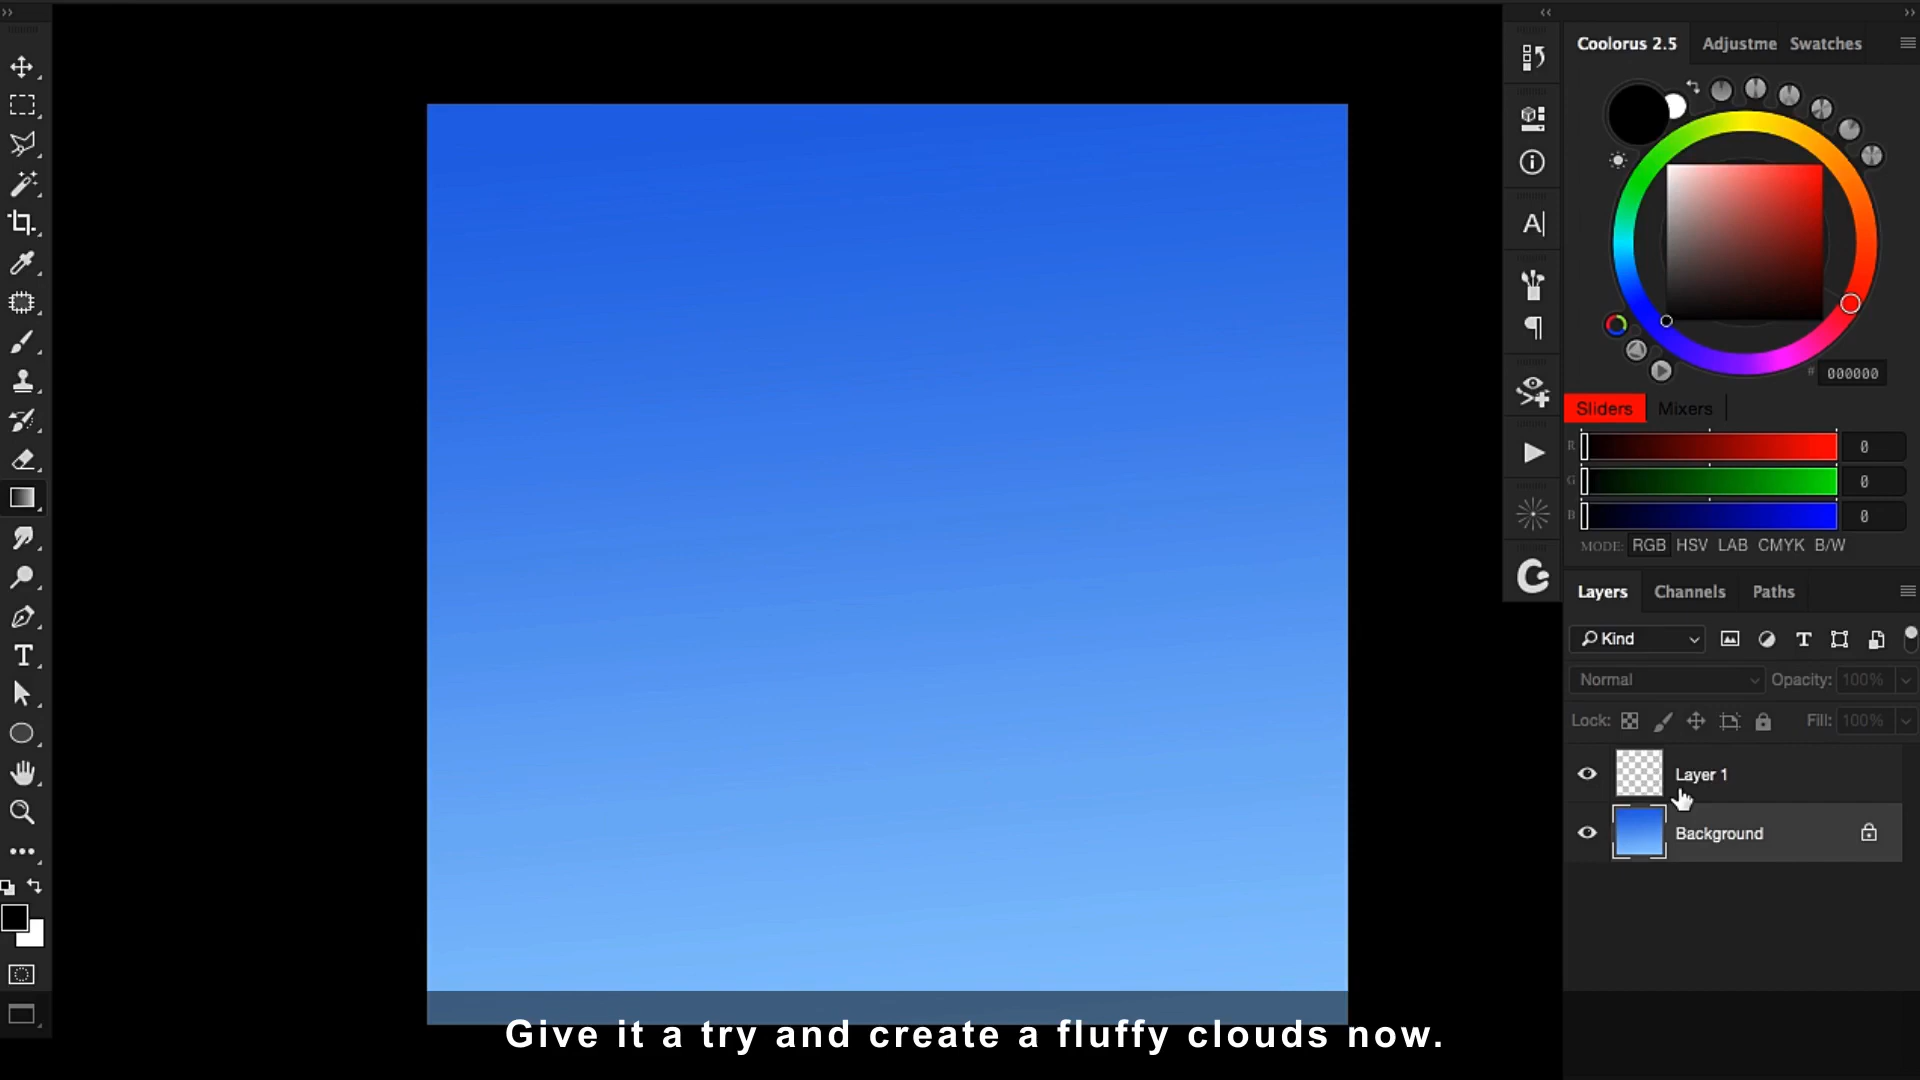 Coolorus 2.5
Adjustme
Swatches
# 000000
Sliders
Mixers
R 0
G 0
B 0
MODE: RGB HSV LAB CMYK B/W
Layers
Channels
Paths
Kind
Normal
Opacity: 100%
Lock:
Fill: 100%
Layer 1
Background
Give it a try and create a fluffy clouds now.